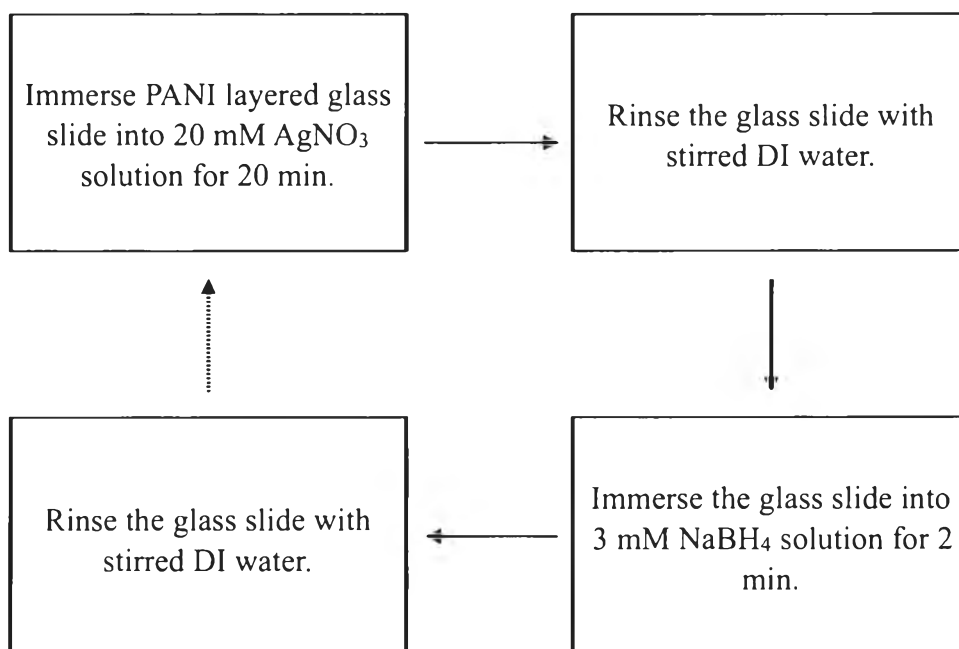 Immerse PANI layered glass
slide into 20 mM AgNO₃
solution for 20 min.
Rinse the glass slide with
stirred DI water.
Immerse the glass slide into
3 mM NaBH₄ solution for 2
min.
Rinse the glass slide with
stirred DI water.